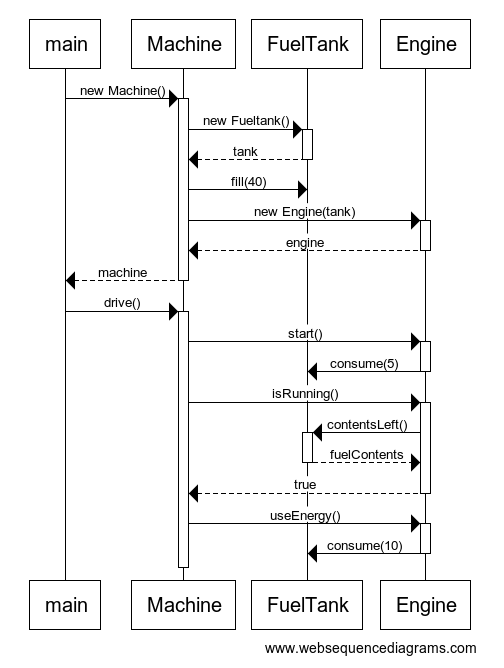 main Machine FuelTank Engine
new Machine()
new Fueltank()
tank
fill(40)
new Engine(tank)
engine
machine
drive()
start()
consume(5)
isRunning()
contentsLeft()
fuelContents
true
useEnergy()
consume(10)
main Machine FuelTank Engine
www.websequencediagrams.com